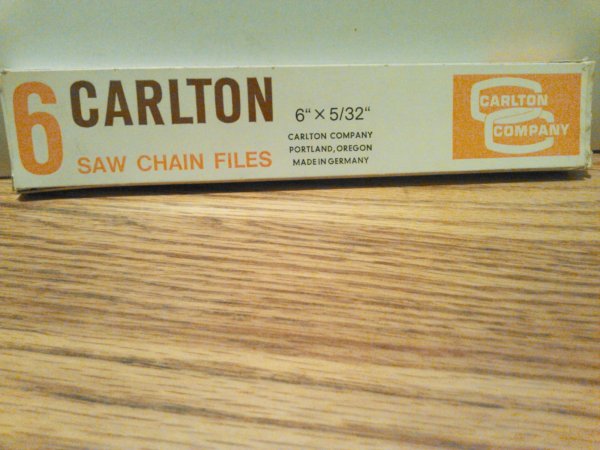 6
CARLTON
SAW CHAIN FILES
6" × 5/32"
CARLTON COMPANY
PORTLAND, OREGON
MADE IN GERMANY
CARLTON
COMPANY